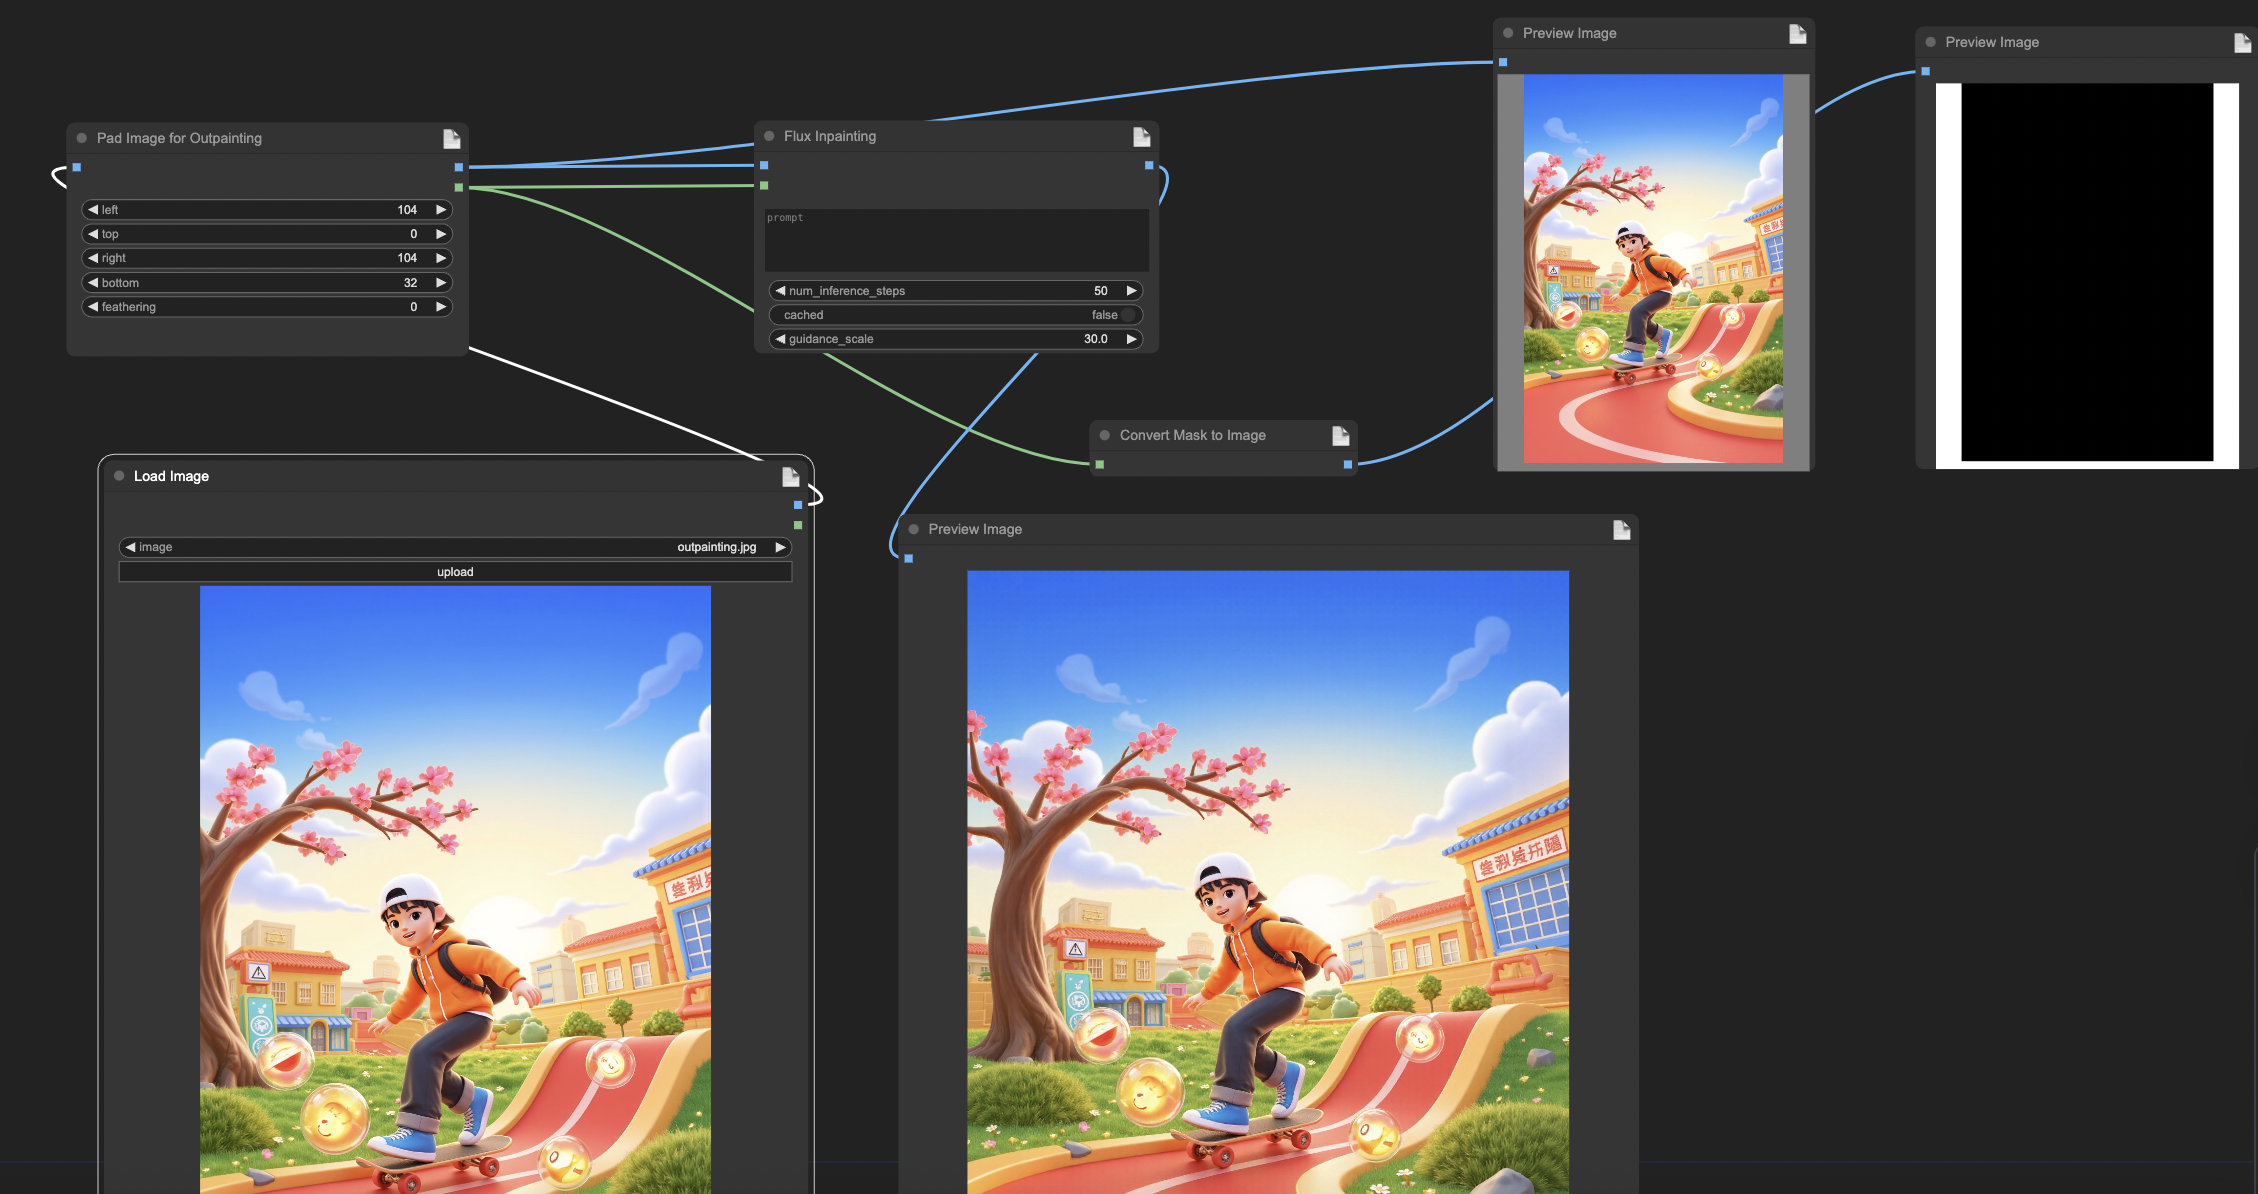 Preview Image
Preview Image
Pad Image for Outpainting
Flux Inpainting
left 104
top 0
right 104
bottom 32
feathering 0
prompt
num_inference_steps 50
cached false
guidance_scale 30.0
Convert Mask to Image
Load Image
image outpainting.jpg
upload
Preview Image